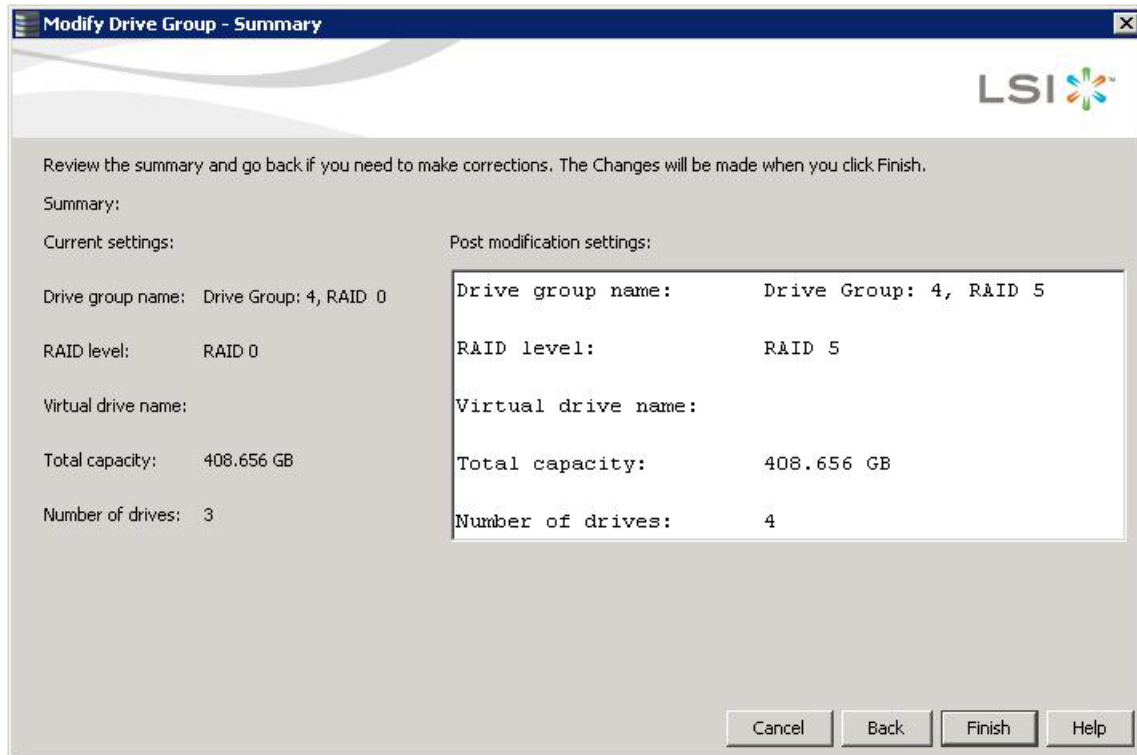 Modify Drive Group - Summary
LSI
Review the summary and go back if you need to make corrections. The Changes will be made when you click Finish.
Summary:
Current settings:
Drive group name: Drive Group: 4, RAID 0
RAID level: RAID 0
Virtual drive name:
Total capacity: 408.656 GB
Number of drives: 3
Post modification settings:
Drive group name: Drive Group: 4, RAID 5
RAID level: RAID 5
Virtual drive name:
Total capacity: 408.656 GB
Number of drives: 4
Cancel Back Finish Help